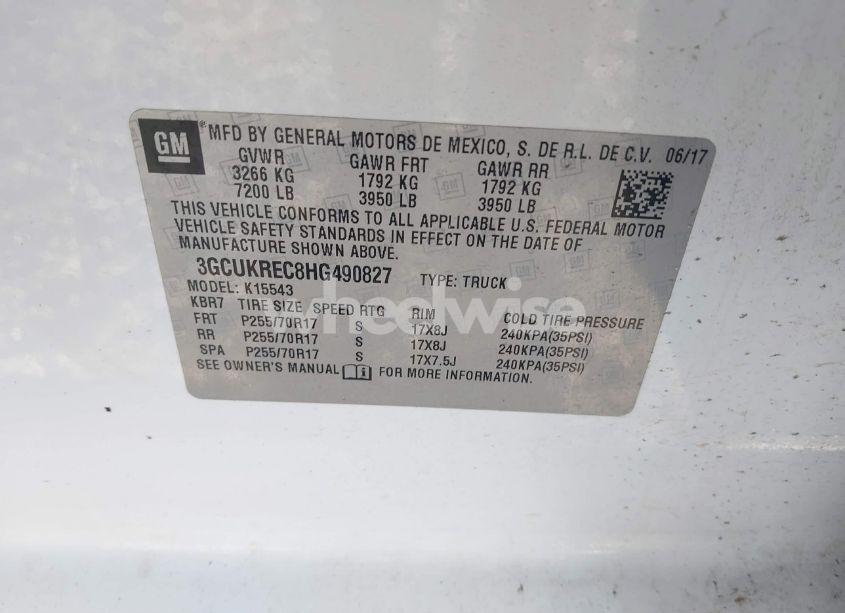 GM MFD BY GENERAL MOTORS DE MEXICO, S. DE R.L. DE C.V. 06/17
GVWR GAWR FRT GAWR RR
3266 KG 1792 KG 1792 KG
7200 LB 3950 LB 3950 LB
THIS VEHICLE CONFORMS TO ALL APPLICABLE U.S. FEDERAL MOTOR
VEHICLE SAFETY STANDARDS IN EFFECT ON THE DATE OF
MANUFACTURE SHOWN ABOVE.
3GCUKREC8HG490827 TYPE: TRUCK
MODEL: K15543
KBR7 TIRE SIZE SPEED RTG RIM COLD TIRE PRESSURE
FRT P255/70R17 S 17X8J 240KPA(35PSI)
RR P255/70R17 S 17X8J 240KPA(35PSI)
SPA P255/70R17 S 17X7.5J 240KPA(35PSI)
SEE OWNER'S MANUAL FOR MORE INFORMATION.
wheelwise